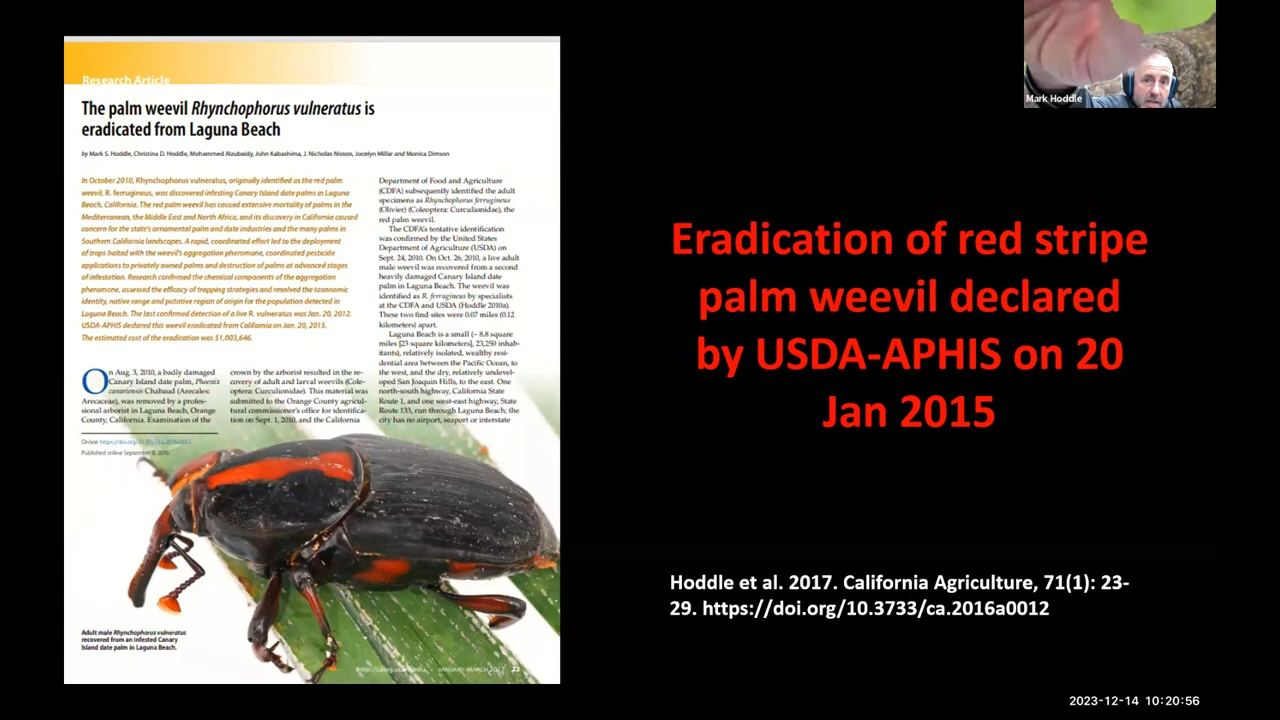 Research Article
The palm weevil Rhynchophorus vulneratus is
eradicated from Laguna Beach
by Mark S. Hoddle, Christina D. Hoddle, Mohammed Alzubaidy, John Kabashima, J. Nicholas Nisson, Jocelyn Millar and Monica Dimson
In October 2010, Rhynchophorus vulneratus, originally identified as the red palm
weevil, R. ferrugineus, was discovered infesting Canary Island date palms in Laguna
Beach, California. The red palm weevil has caused extensive mortality of palms in the
Mediterranean, the Middle East and North Africa, and its discovery in California caused
concern for the state's ornamental palm and date industries and the many palms in
Southern California landscapes. A rapid, coordinated effort led to the deployment
of traps baited with the weevil's aggregation pheromone, coordinated pesticide
applications to privately owned palms and destruction of palms at advanced stages
of infestation. Research confirmed the chemical components of the aggregation
pheromone, assessed the efficacy of trapping strategies and resolved the taxonomic
identity, native range and putative region of origin for the population detected in
Laguna Beach. The last confirmed detection of a live R. vulneratus was Jan. 20, 2012.
USDA-APHIS declared this weevil eradicated from California on Jan. 20, 2015.
The estimated cost of the eradication was $1,003,646.
On Aug. 3, 2010, a badly damaged
Canary Island date palm, Phoenix
canariensis Chabaud (Arecales:
Arecaceae), was removed by a profes-
sional arborist in Laguna Beach, Orange
County, California. Examination of the
crown by the arborist resulted in the re-
covery of adult and larval weevils (Cole-
optera: Curculionidae). This material was
submitted to the Orange County agricul-
tural commissioner's office for identifica-
tion on Sept. 1, 2010, and the California
Department of Food and Agriculture
(CDFA) subsequently identified the adult
specimens as Rhynchophorus ferrugineus
(Olivier) (Coleoptera: Curculionidae), the
red palm weevil.
The CDFA's tentative identification
was confirmed by the United States
Department of Agriculture (USDA) on
Sept. 24, 2010. On Oct. 26, 2010, a live adult
male weevil was recovered from a second
heavily damaged Canary Island date
palm in Laguna Beach. The weevil was
identified as R. ferrugineus by specialists
at the CDFA and USDA (Hoddle 2010a).
These two find sites were 0.07 miles (0.12
kilometers) apart.
Laguna Beach is a small (~ 8.8 square
miles [23 square kilometers], 23,250 inhab-
itants), relatively isolated, wealthy resi-
dential area between the Pacific Ocean, to
the west, and the dry, relatively undevel-
oped San Joaquin Hills, to the east. One
north-south highway, California State
Route 1, and one west-east highway, State
Route 133, run through Laguna Beach; the
city has no airport, seaport or interstate
Online: https://doi.org/10.3733/ca.2016a0012
Published online September 8, 2016
Adult male Rhynchophorus vulneratus
recovered from an infested Canary
Island date palm in Laguna Beach.
JANUARY–MARCH 2017 23
Mark Hoddle
Eradication of red stripe
palm weevil declared
by USDA-APHIS on 20
Jan 2015
Hoddle et al. 2017. California Agriculture, 71(1): 23-
29. https://doi.org/10.3733/ca.2016a0012
2023-12-14 10:20:56